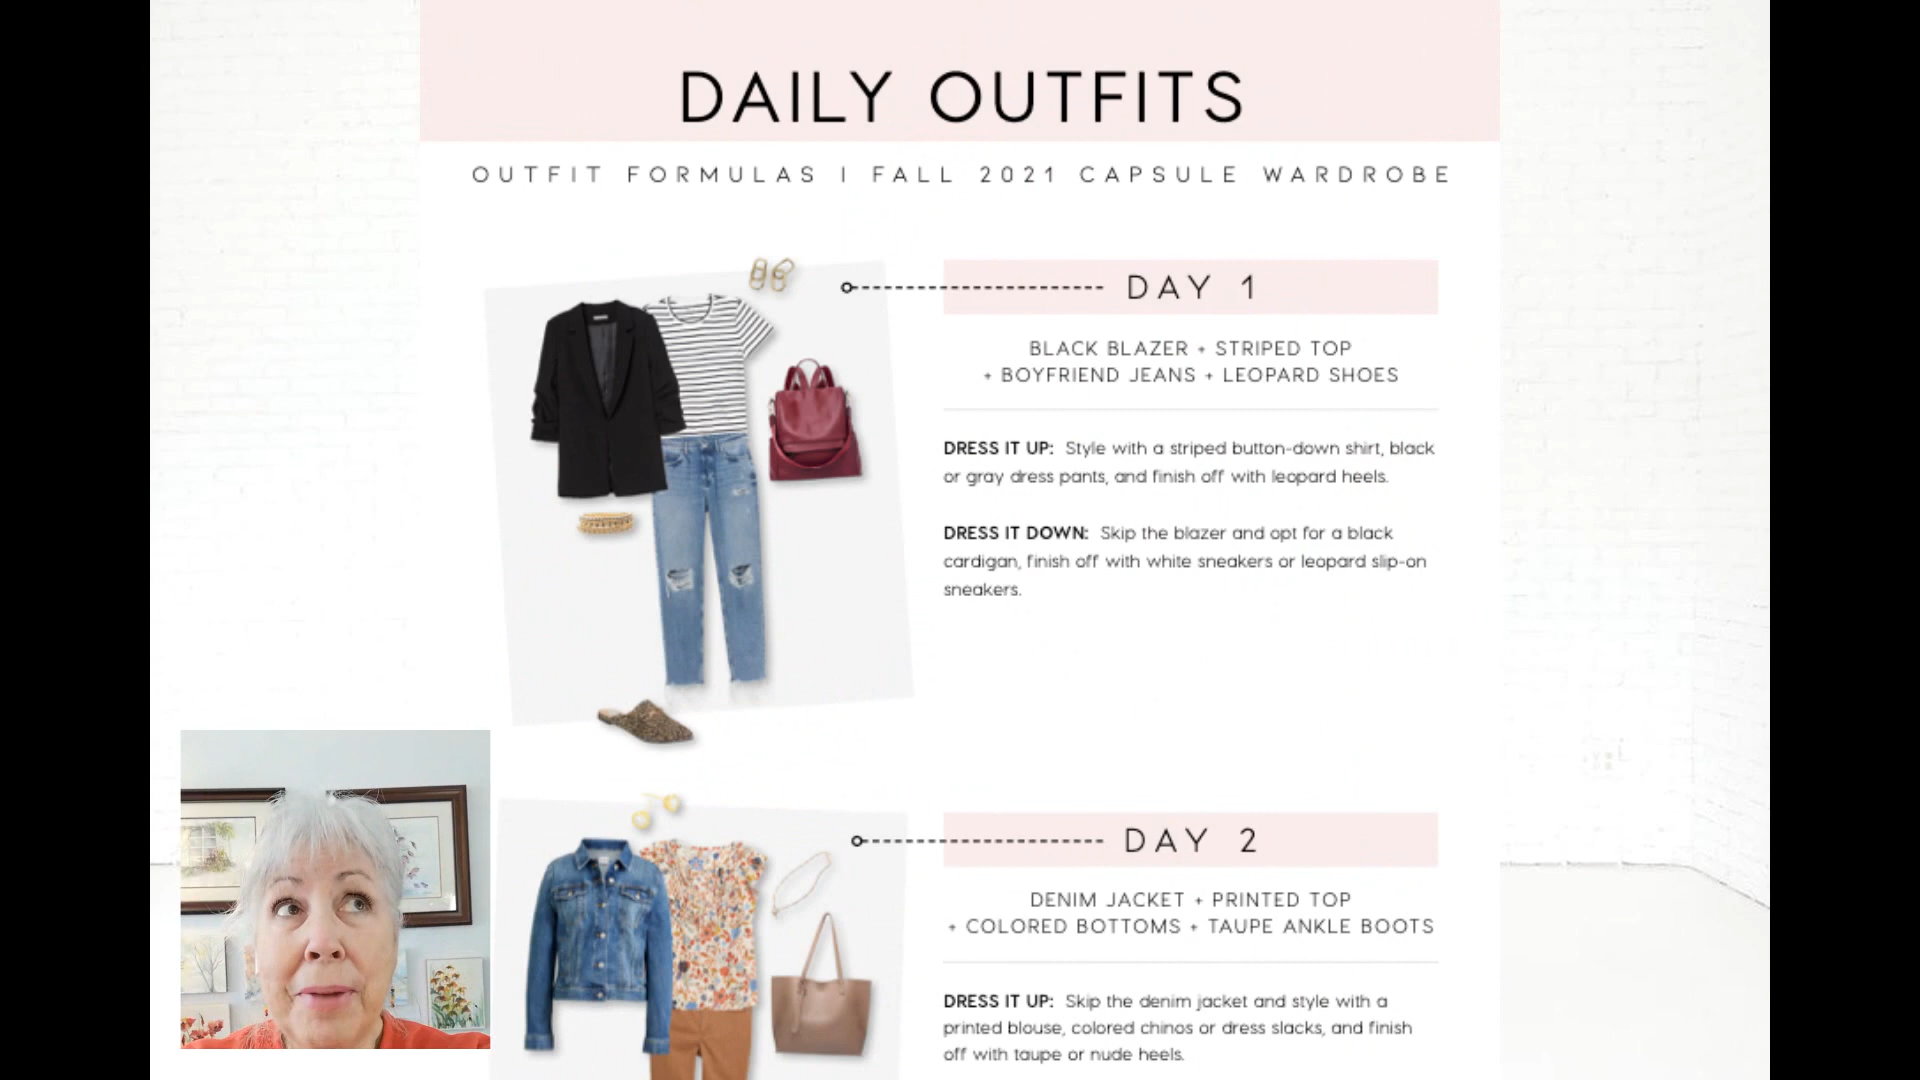 DAILY OUTFITS
OUTFIT FORMULAS | FALL 2021 CAPSULE WARDROBE
DAY 1
BLACK BLAZER + STRIPED TOP
+ BOYFRIEND JEANS + LEOPARD SHOES
DRESS IT UP: Style with a striped button-down shirt, black
or gray dress pants, and finish off with leopard heels.
DRESS IT DOWN: Skip the blazer and opt for a black
cardigan, finish off with white sneakers or leopard slip-on
sneakers.
DAY 2
DENIM JACKET + PRINTED TOP
+ COLORED BOTTOMS + TAUPE ANKLE BOOTS
DRESS IT UP: Skip the denim jacket and style with a
printed blouse, colored chinos or dress slacks, and finish
off with taupe or nude heels.